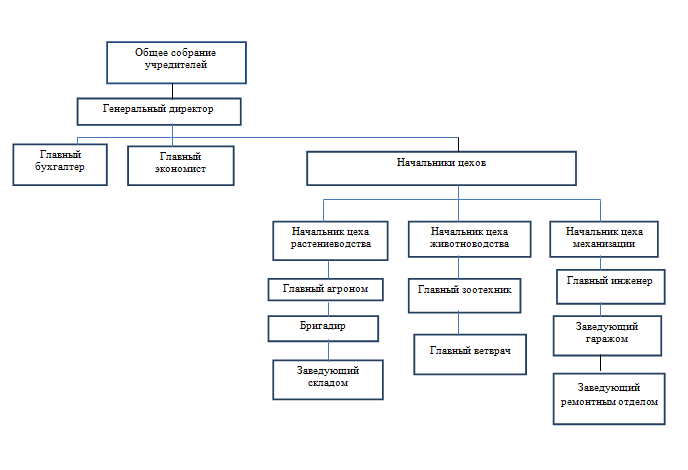 Общее собрание
учредителей
Генеральный директор
Главный
бухгалтер
Главный
экономист
Начальники цехов
Начальник цеха
растениеводства
Начальник цеха
животноводства
Начальник цеха
механизации
Главный агроном
Главный зоотехник
Главный инженер
Бригадир
Главный ветврач
Заведующий
гаражом
Заведующий
складом
Заведующий
ремонтным отделом